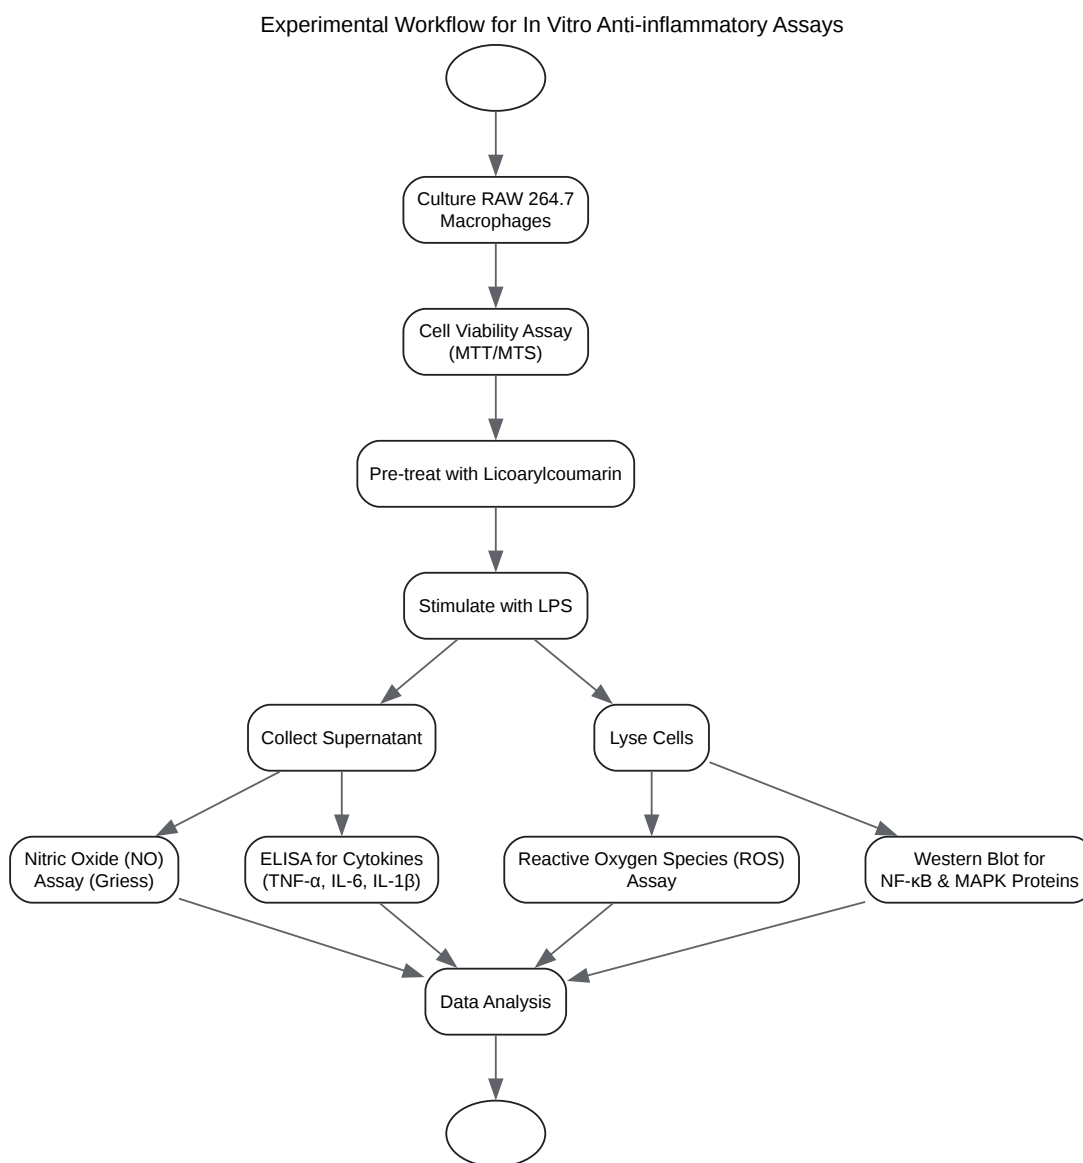 Experimental Workflow for In Vitro Anti-inflammatory Assays
Culture RAW 264.7
Macrophages
Cell Viability Assay
(MTT/MTS)
Pre-treat with Licoarylcoumarin
Stimulate with LPS
Collect Supernatant
Lyse Cells
Nitric Oxide (NO)
Assay (Griess)
ELISA for Cytokines
(TNF-α, IL-6, IL-1β)
Reactive Oxygen Species (ROS)
Assay
Western Blot for
NF-κB & MAPK Proteins
Data Analysis